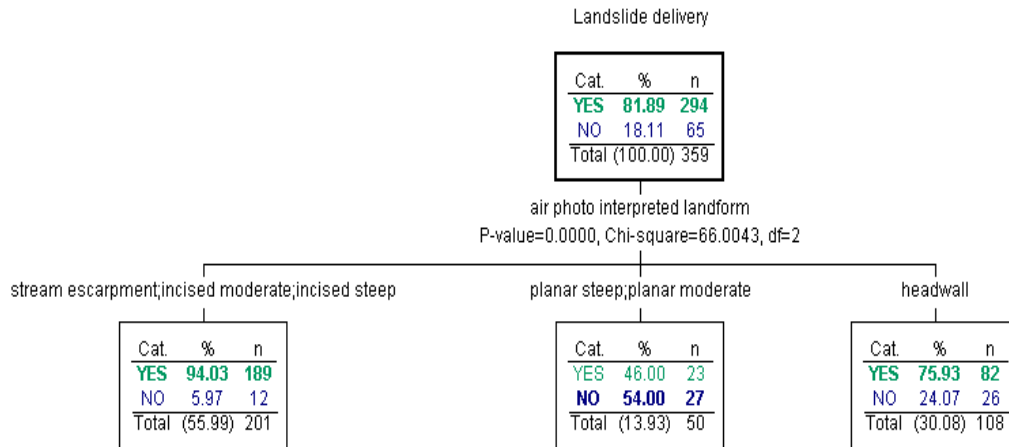 Landslide delivery
Cat. % n
YES 81.89 294
NO 18.11 65
Total (100.00) 359
air photo interpreted landform
P-value=0.0000, Chi-square=66.0043, df=2
stream escarpment;incised moderate;incised steep
Cat. % n
YES 94.03 189
NO 5.97 12
Total (55.99) 201
planar steep;planar moderate
Cat. % n
YES 46.00 23
NO 54.00 27
Total (13.93) 50
headwall
Cat. % n
YES 75.93 82
NO 24.07 26
Total (30.08) 108